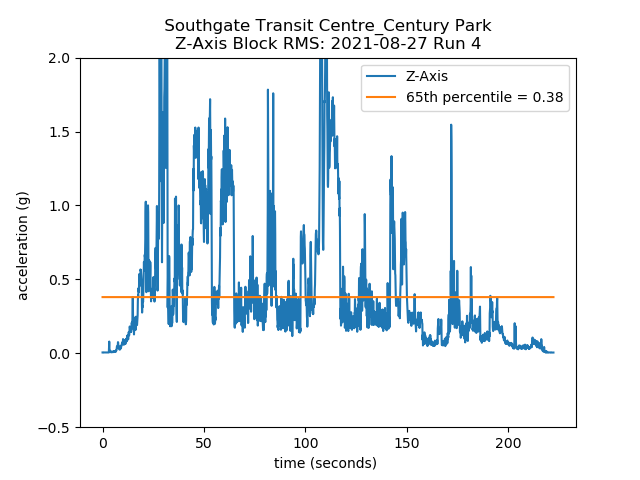 Southgate Transit Centre_Century Park
Z-Axis Block RMS: 2021-08-27 Run 4
Z-Axis
65th percentile = 0.38
2.0
1.5
1.0
0.5
0.0
−0.5
acceleration (g)
0 50 100 150 200
time (seconds)